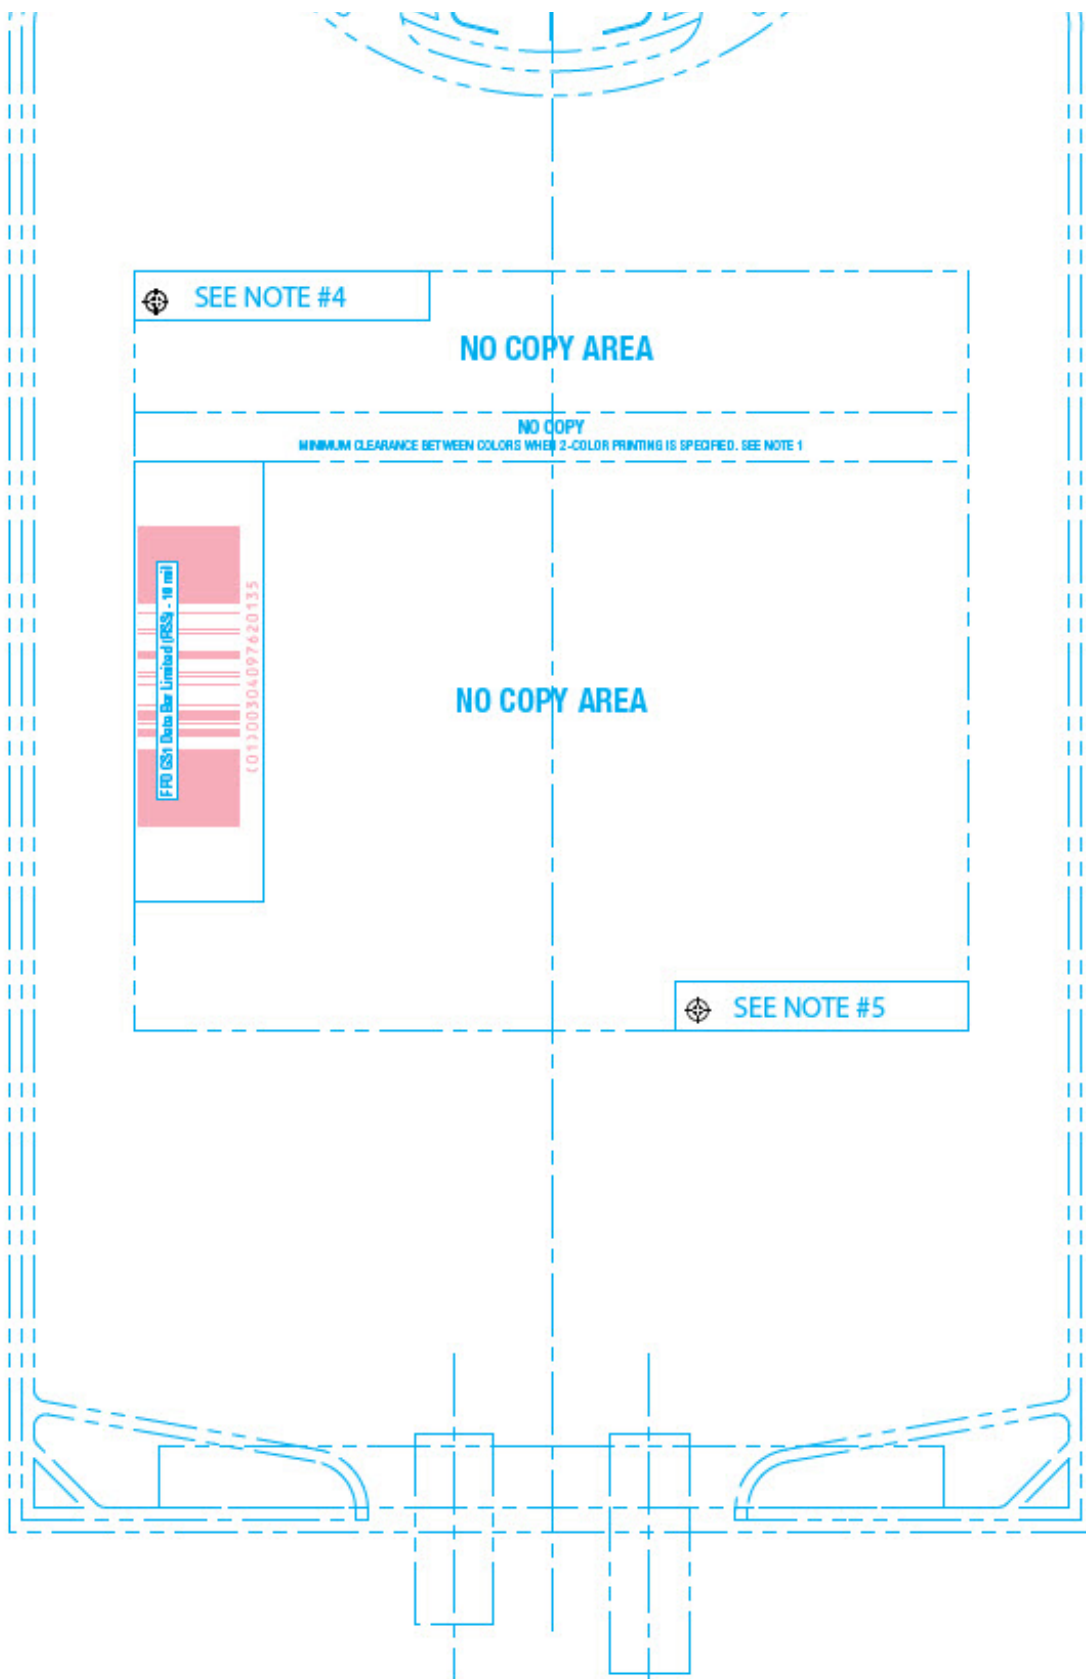 SEE NOTE #4
NO COPY AREA
NO COPY
MINIMUM CLEARANCE BETWEEN COLORS WHEN 2-COLOR PRINTING IS SPECIFIED. SEE NOTE 1
FPO GS1 Data Bar Limited (RSS) - 10 mil
(01)00304097620135
NO COPY AREA
SEE NOTE #5